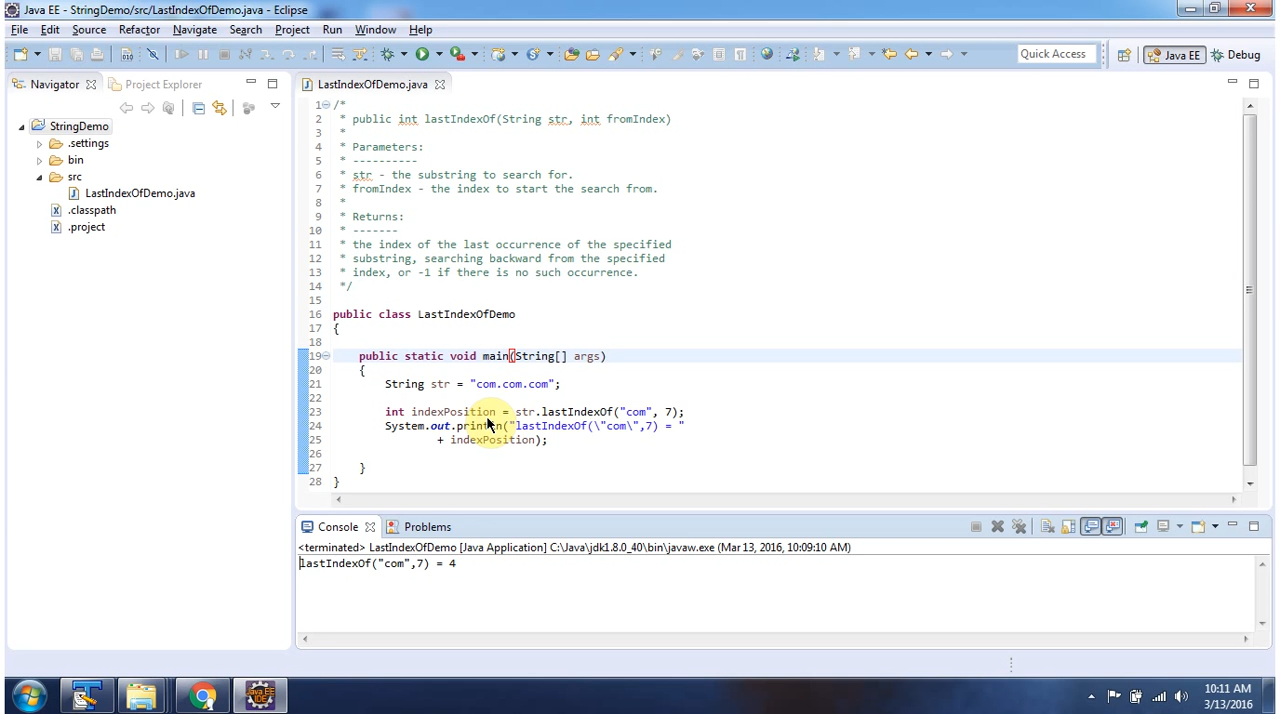 Java EE - StringDemo/src/LastIndexOfDemo.java - Eclipse
File Edit Source Refactor Navigate Search Project Run Window Help
Quick Access Java EE Debug
Navigator Project Explorer
StringDemo
.settings
bin
src
LastIndexOfDemo.java
.classpath
.project
LastIndexOfDemo.java
1 /*
2 * public int lastIndexOf(String str, int fromIndex)
3 *
4 * Parameters:
5 * ----------
6 * str - the substring to search for.
7 * fromIndex - the index to start the search from.
8 *
9 * Returns:
10 * -------
11 * the index of the last occurrence of the specified
12 * substring, searching backward from the specified
13 * index, or -1 if there is no such occurrence.
14 */
15
16 public class LastIndexOfDemo
17 {
18
19 public static void main(String[] args)
20 {
21 String str = "com.com.com";
22
23 int indexPosition = str.lastIndexOf("com", 7);
24 System.out.println("lastIndexOf(\"com\",7) = "
25 + indexPosition);
26
27 }
28 }
Console Problems
<terminated> LastIndexOfDemo [Java Application] C:\Java\jdk1.8.0_40\bin\javaw.exe (Mar 13, 2016, 10:09:10 AM)
lastIndexOf("com",7) = 4
Java EE
IDE
10:11 AM
3/13/2016